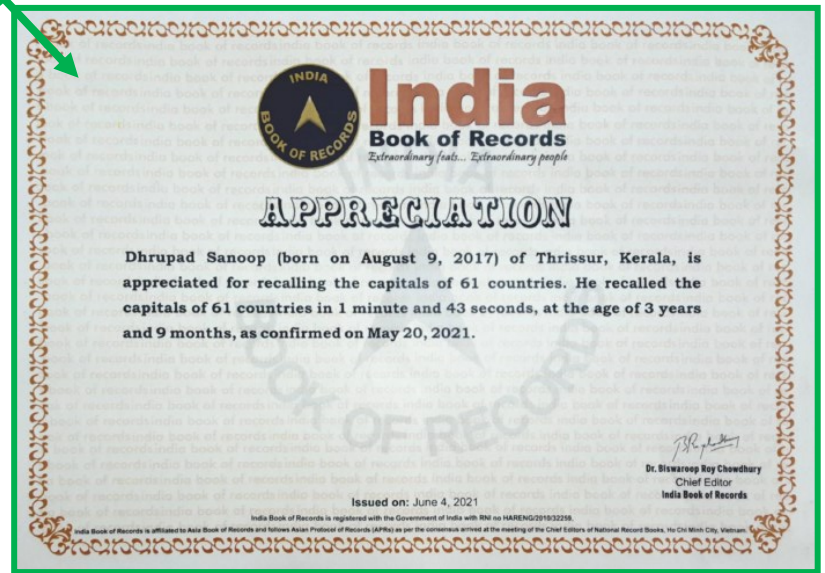 INDIA
BOOK OF RECORDS
India
Book of Records
Extraordinary feats... Extraordinary people
APPRECIATION
Dhrupad Sanoop (born on August 9, 2017) of Thrissur, Kerala, is
appreciated for recalling the capitals of 61 countries. He recalled the
capitals of 61 countries in 1 minute and 43 seconds, at the age of 3 years
and 9 months, as confirmed on May 20, 2021.
INDIA
BOOK OF RECORDS
Dr. Biswaroop Roy Chowdhury
Chief Editor
India Book of Records
Issued on: June 4, 2021
India Book of Records is registered with the Government of India with RNI no HARENG/2010/32259.
India Book of Records is affiliated to Asia Book of Records and follows Asian Protocol of Records (APRs) as per the consensus arrived at the meeting of the Chief Editors of National Record Books, Ho Chi Minh City, Vietnam